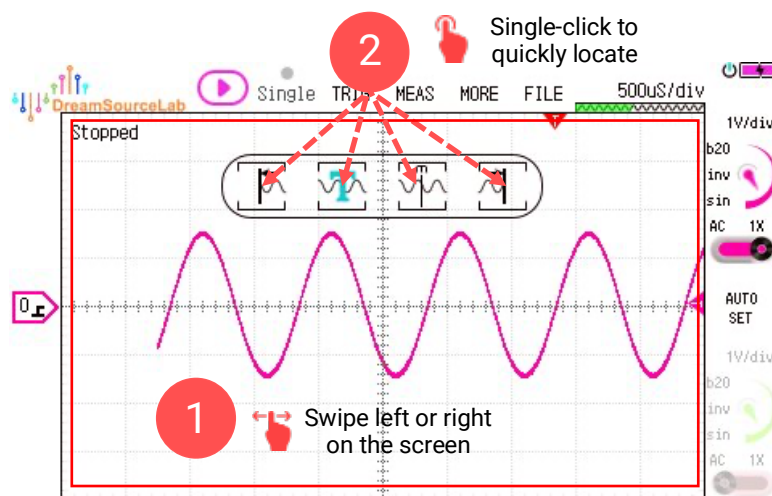 2
Single-click to
quickly locate
DreamSourceLab
Single
TRIG
MEAS
MORE
FILE
500uS/div
T
Stopped
1V/div
b20
inv
sin
AC 1X
T
m
0
AUTO
SET
1V/div
b20
inv
sin
AC 1X
1
Swipe left or right
on the screen